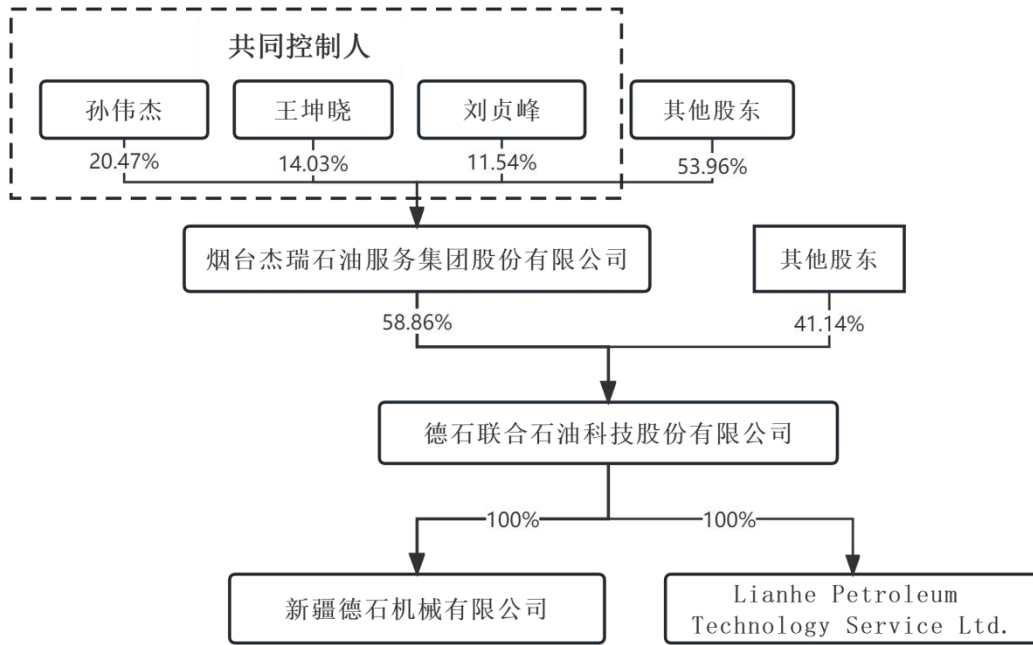 共同控制人
孙伟杰
王坤晓
刘贞峰
其他股东
20.47%
14.03%
11.54%
53.96%
烟台杰瑞石油服务集团股份有限公司
其他股东
58.86%
41.14%
德石联合石油科技股份有限公司
100%
100%
新疆德石机械有限公司
Lianhe Petroleum
Technology Service Ltd.